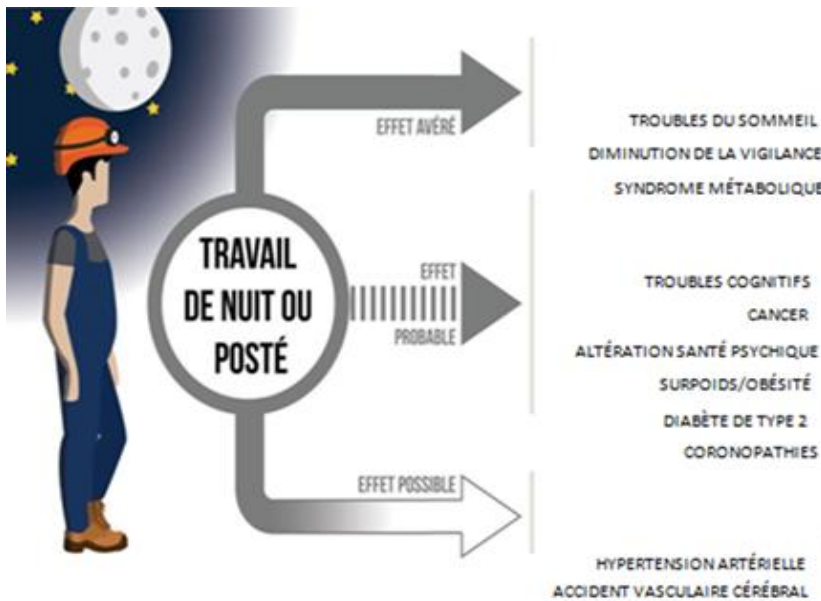 EFFET AVÉRÉ
TROUBLES DU SOMMEIL
DIMINUTION DE LA VIGILANCE
SYNDROME MÉTABOLIQUE
TRAVAIL
DE NUIT OU
POSTÉ
EFFET
PROBABLE
TROUBLES COGNITIFS
CANCER
ALTÉRATION SANTÉ PSYCHIQUE
SURPOIDS/OBÉSITÉ
DIABÈTE DE TYPE 2
CORONOPATHIES
EFFET POSSIBLE
HYPERTENSION ARTÉRIELLE
ACCIDENT VASCULAIRE CÉRÉBRAL